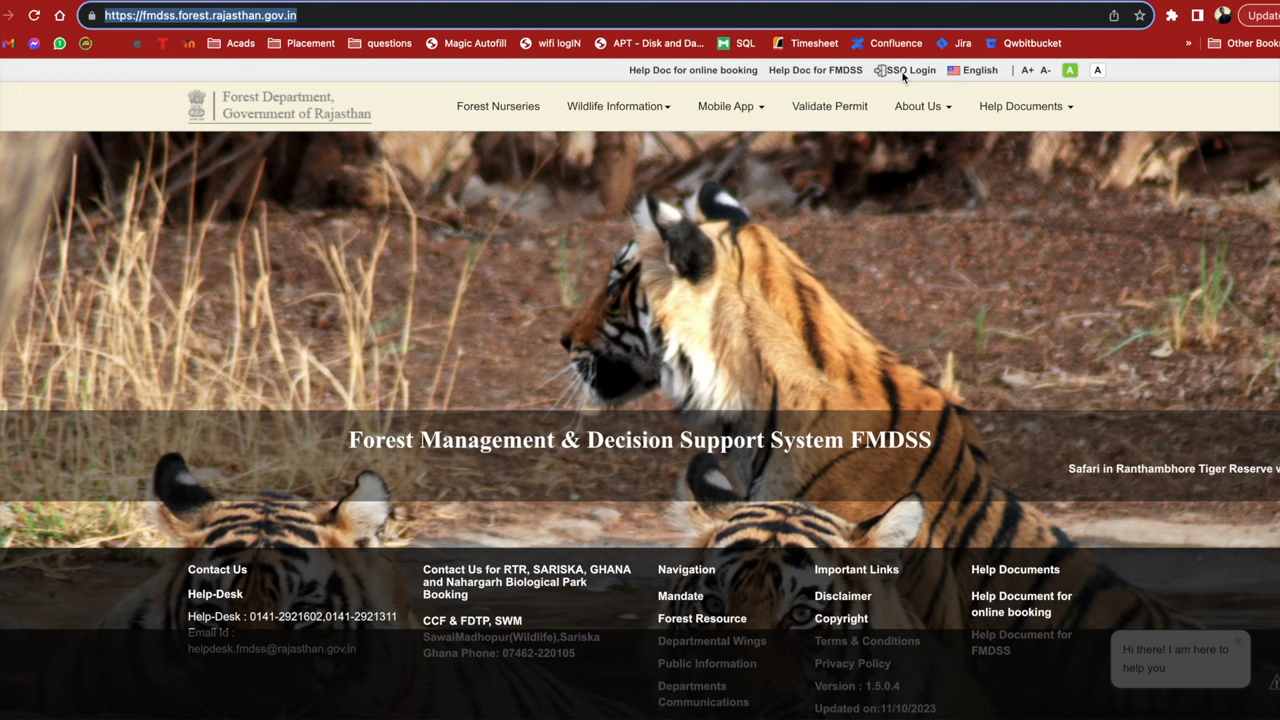 https://fmdss.forest.rajasthan.gov.in
Acads
Placement
questions
Magic Autofill
wifi logIN
APT - Disk and Da...
SQL
Timesheet
Confluence
Jira
Qwbitbucket
»
Help Doc for online booking
Help Doc for FMDSS
SSO Login
English
A+
A-
A
A
Forest Department,
Government of Rajasthan
Forest Nurseries
Wildlife Information
Mobile App
Validate Permit
About Us
Help Documents
Forest Management & Decision Support System FMDSS
Safari in Ranthambhore Tiger Reserve
Contact Us
Help-Desk
Help-Desk : 0141-2921602,0141-2921311
Email Id :
helpdesk.fmdss@rajasthan.gov.in
Contact Us for RTR, SARISKA, GHANA
and Nahargarh Biological Park
Booking
CCF & FDTP, SWM
SawaiMadhopur(Wildlife),Sariska
Ghana Phone: 07462-220105
Navigation
Mandate
Forest Resource
Departmental Wings
Public Information
Departments
Communications
Important Links
Disclaimer
Copyright
Terms & Conditions
Privacy Policy
Version : 1.5.0.4
Updated on:11/10/2023
Help Documents
Help Document for
online booking
Help Document for
FMDSS
Hi there! I am here to
help you